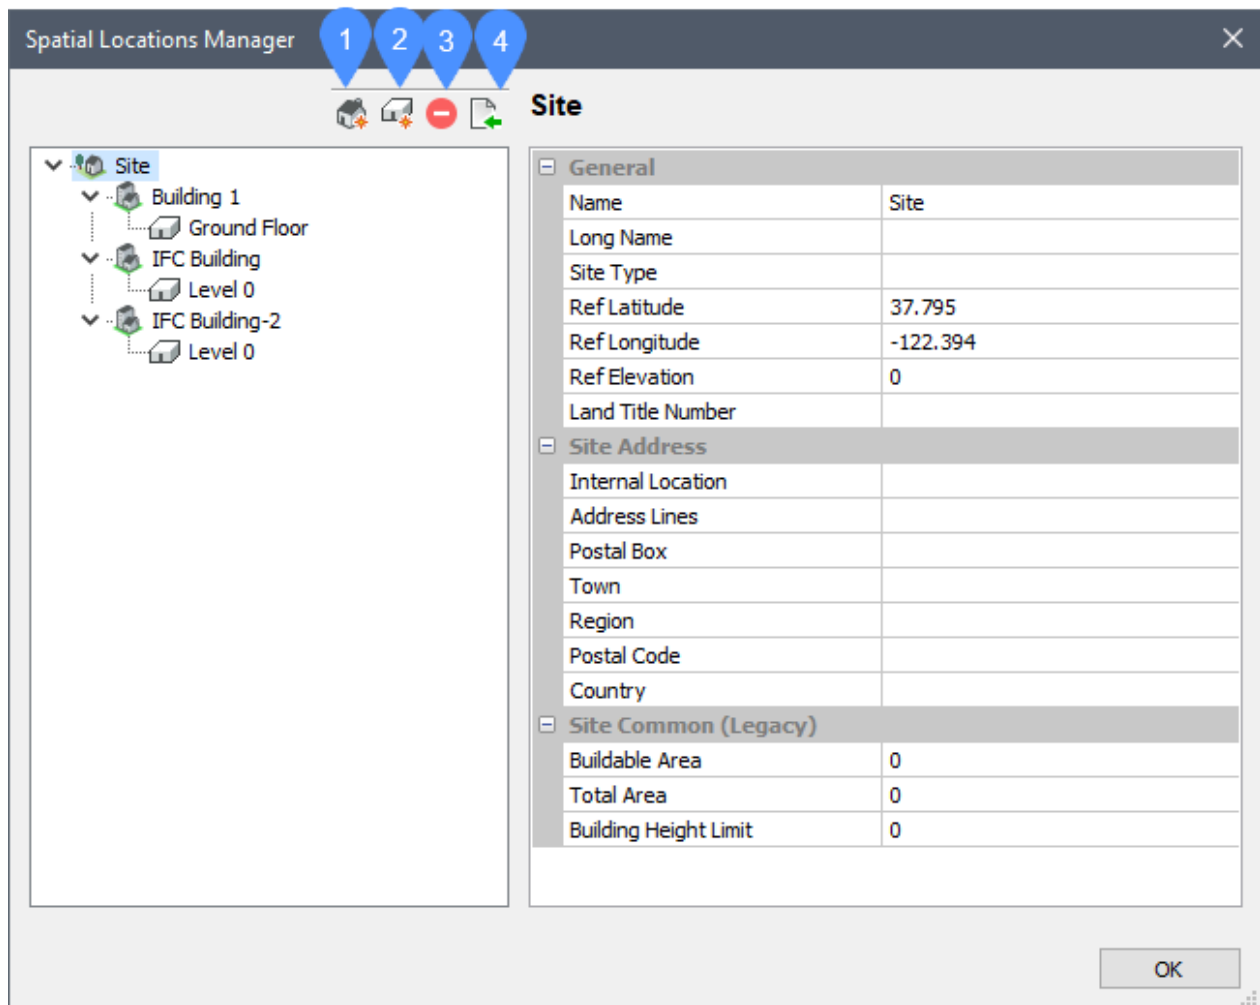 Spatial Locations Manager
1 2 3 4
Site
Site
Building 1
Ground Floor
IFC Building
Level 0
IFC Building-2
Level 0
General
Name Site
Long Name
Site Type
Ref Latitude 37.795
Ref Longitude -122.394
Ref Elevation 0
Land Title Number
Site Address
Internal Location
Address Lines
Postal Box
Town
Region
Postal Code
Country
Site Common (Legacy)
Buildable Area 0
Total Area 0
Building Height Limit 0
OK